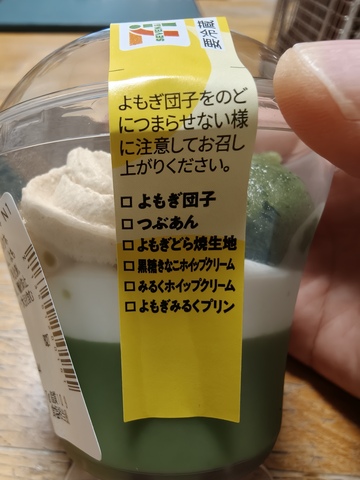 要冷蔵
よもぎ団子をのど
につまらせない様
に注意してお召し
上がりください。
□ よもぎ団子
□ つぶあん
□ よもぎどら焼生地
□ 黒糖きなこホイップクリーム
□ みるくホイップクリーム
□ よもぎみるくプリン